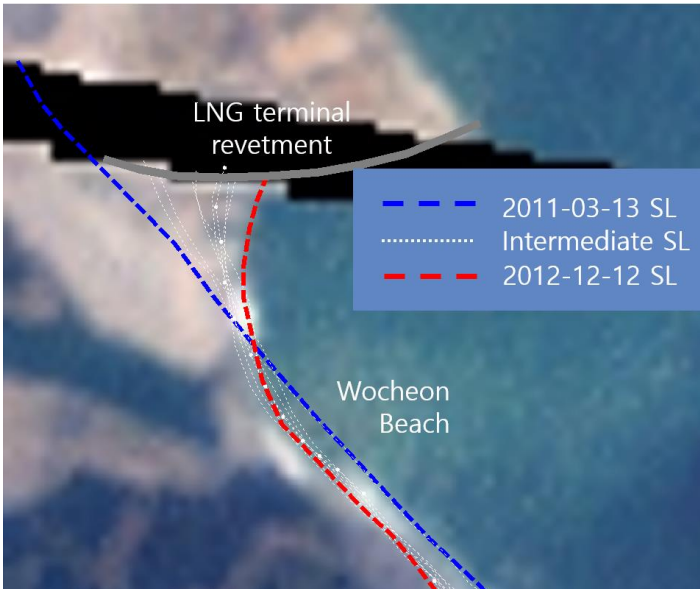 LNG terminal
revetment
2011-03-13 SL
Intermediate SL
2012-12-12 SL
Wocheon
Beach